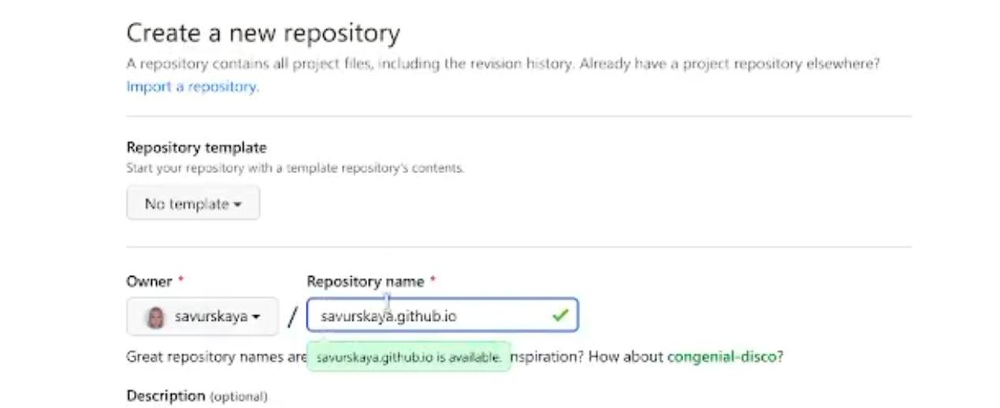 Create a new repository
A repository contains all project files, including the revision history. Already have a project repository elsewhere?
Import a repository.
Repository template
Start your repository with a template repository's contents.
No template
Owner *
Repository name *
savurskaya / savurskaya.github.io
Great repository names are
savurskaya.github.io is available.
nspiration? How about congenial-disco?
Description (optional)